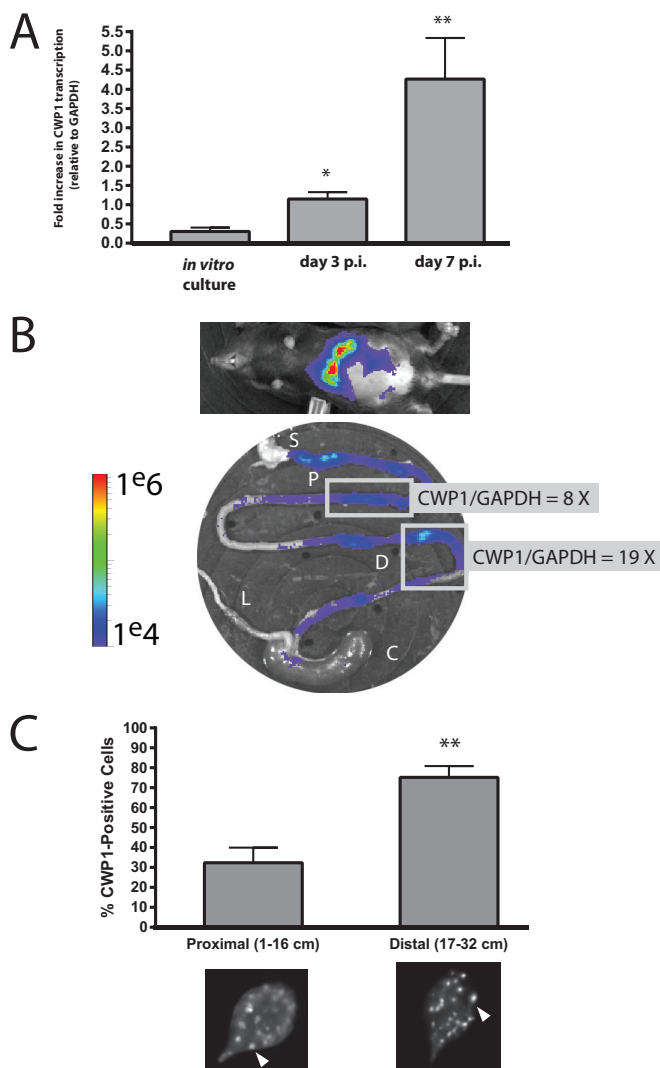 A
Fold increase in CWP1 transcription
(relative to GAPDH)
5.5
5.0
4.5
4.0
3.5
3.0
2.5
2.0
1.5
1.0
0.5
0.0
*
**
in vitro
culture
day 3 p.i.
day 7 p.i.
B
1e6
1e4
S
P
CWP1/GAPDH = 8 X
CWP1/GAPDH = 19 X
D
L
C
C
% CWP1-Positive Cells
100
90
80
70
60
50
40
30
20
10
0
**
Proximal (1-16 cm)
Distal (17-32 cm)